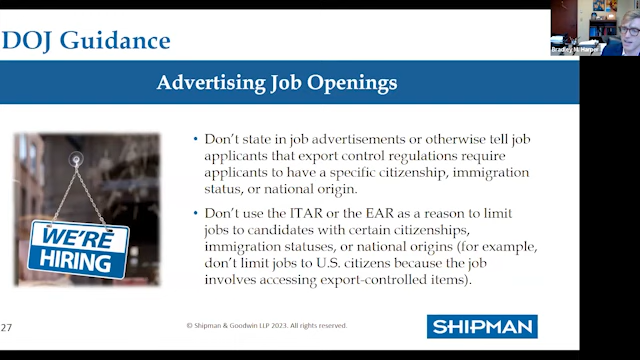 DOJ Guidance
Bradley M. Harper
Advertising Job Openings
• Don't state in job advertisements or otherwise tell job
applicants that export control regulations require
applicants to have a specific citizenship, immigration
status, or national origin.
• Don't use the ITAR or the EAR as a reason to limit
jobs to candidates with certain citizenships,
immigration statuses, or national origins (for example,
don't limit jobs to U.S. citizens because the job
involves accessing export-controlled items).
WE'RE
HIRING
27
© Shipman & Goodwin LLP 2023. All rights reserved.
SHIPMAN